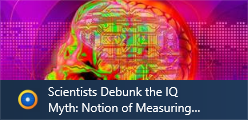 Scientists Debunk the IQ
Myth: Notion of Measuring...